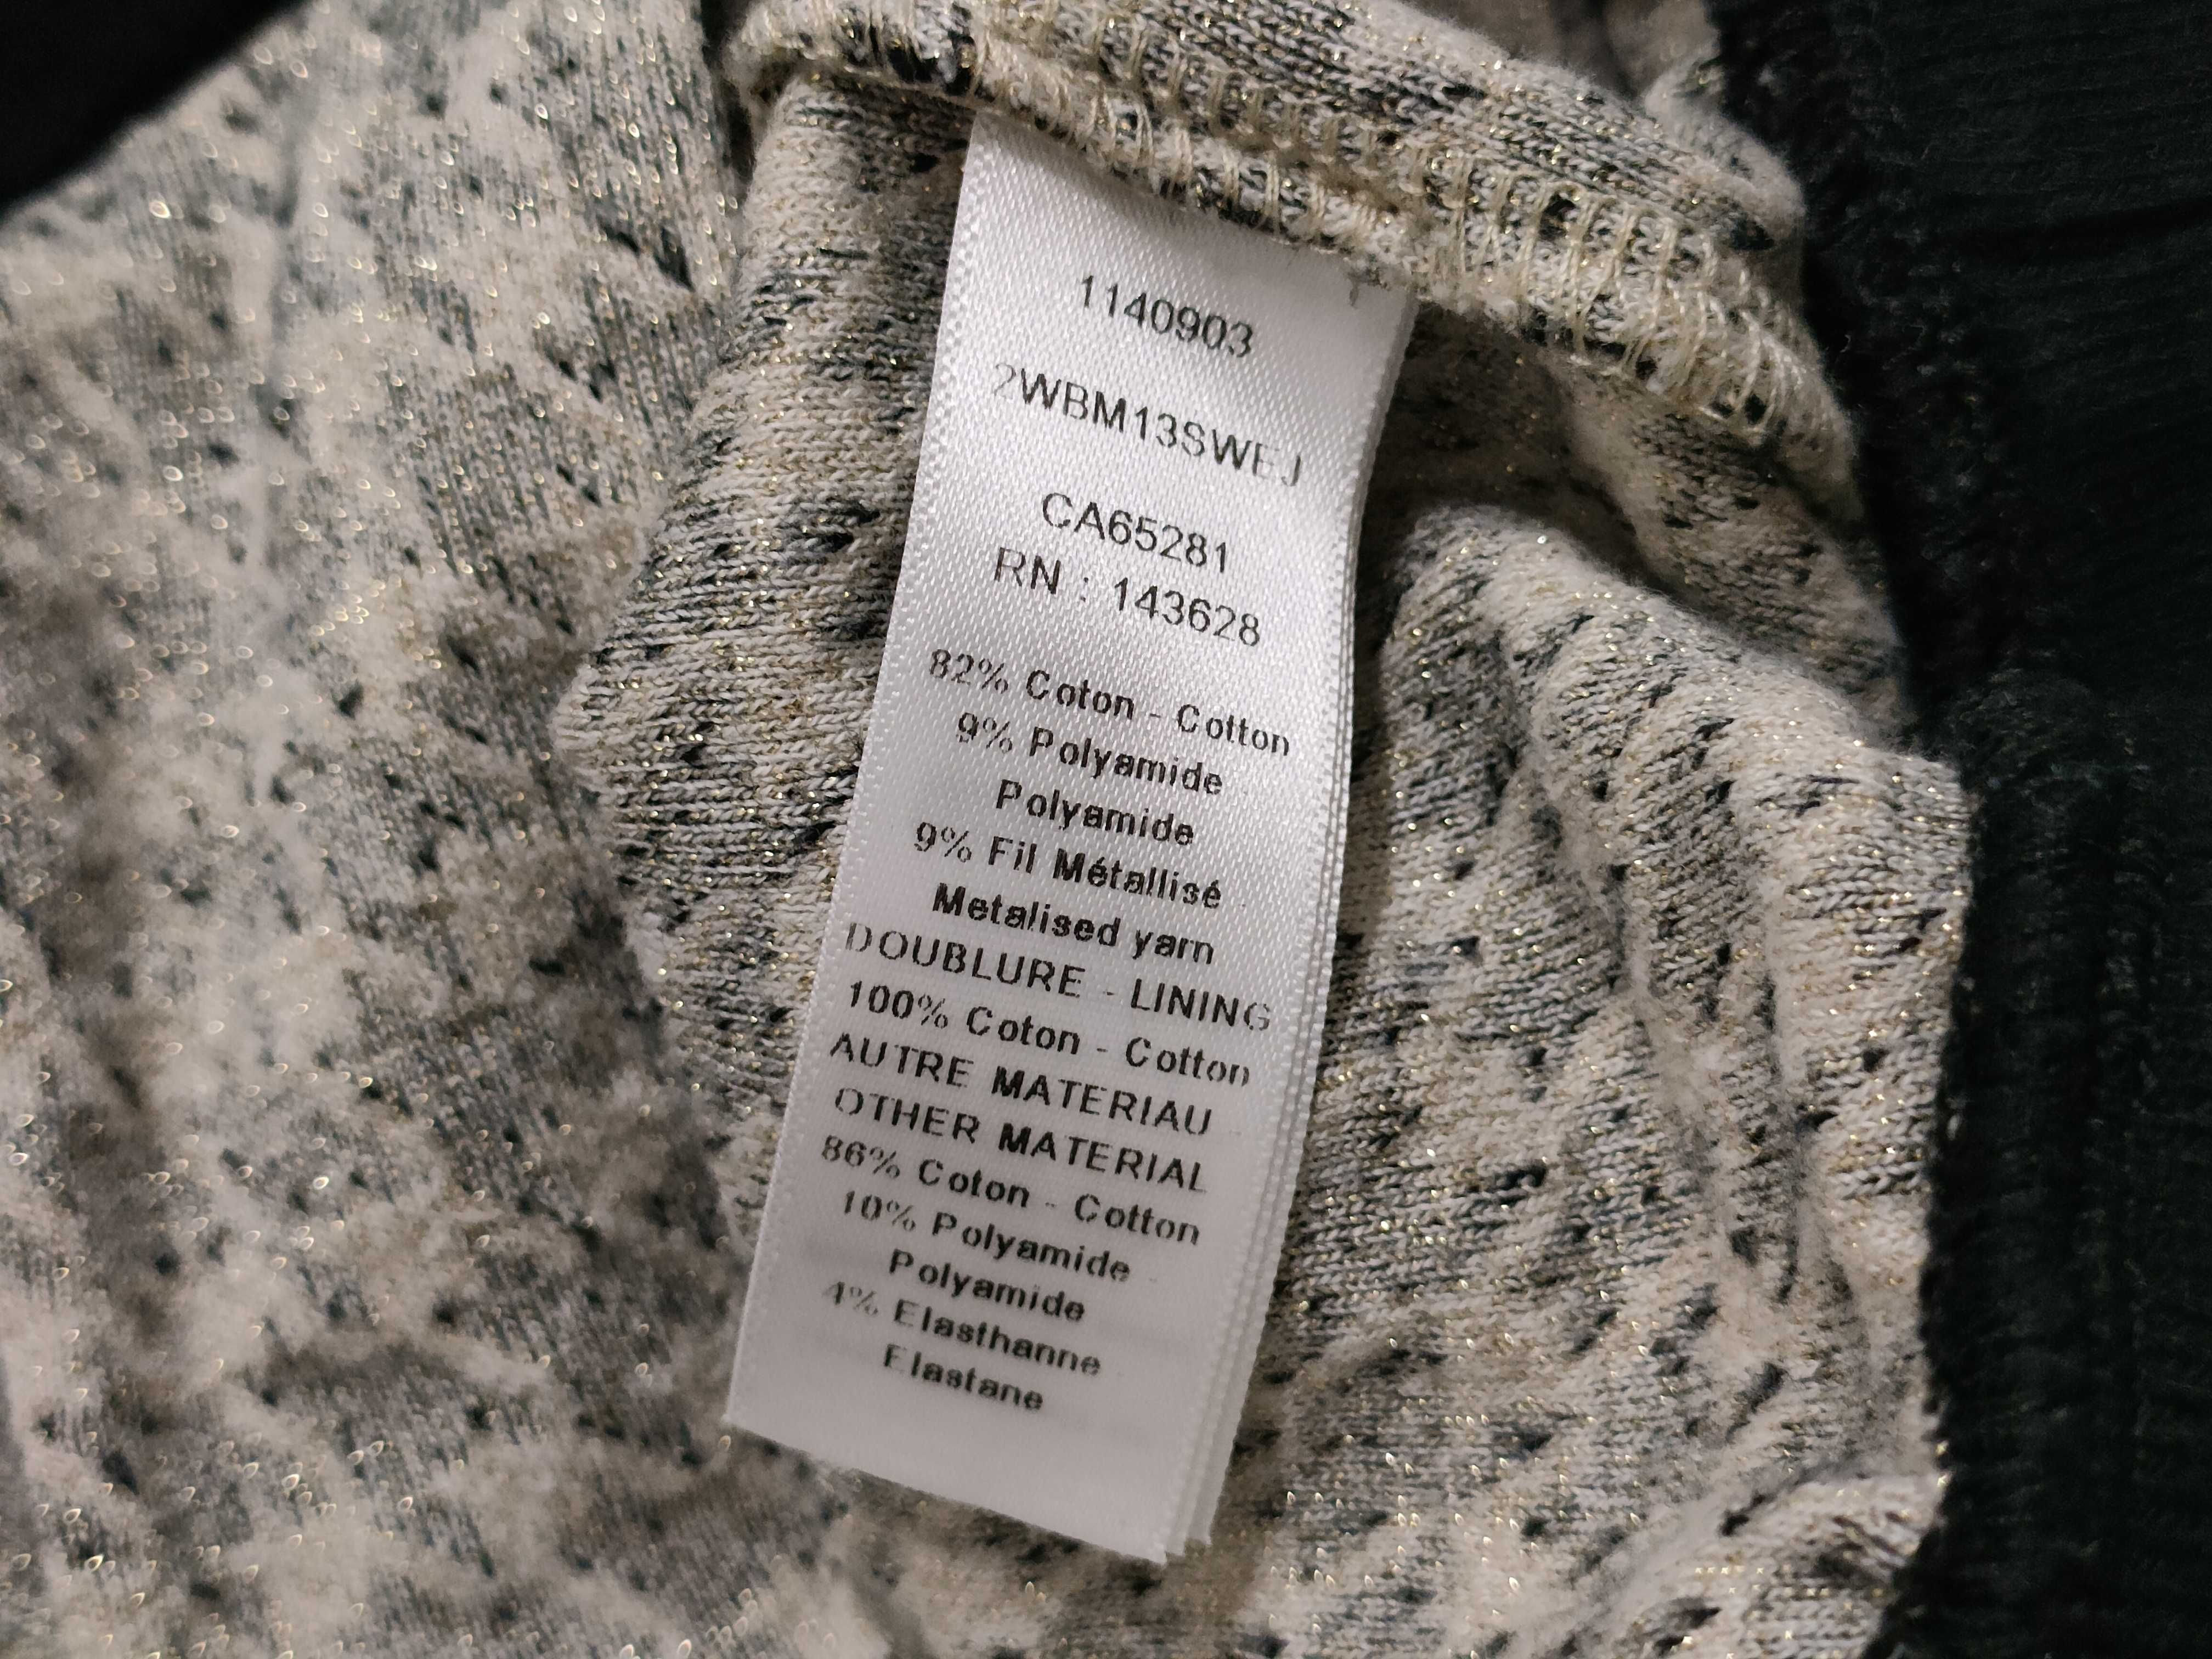 1140903
2WBM13SWEJ
CA65281
RN : 143628
82% Coton - Cotton
9% Polyamide -
Polyamide
9% Fil Métallisé -
Metalised yarn
DOUBLURE - LINING
100% Coton - Cotton
AUTRE MATERIAU -
OTHER MATERIAL
86% Coton - Cotton
10% Polyamide -
Polyamide
4% Elasthanne -
Elastane